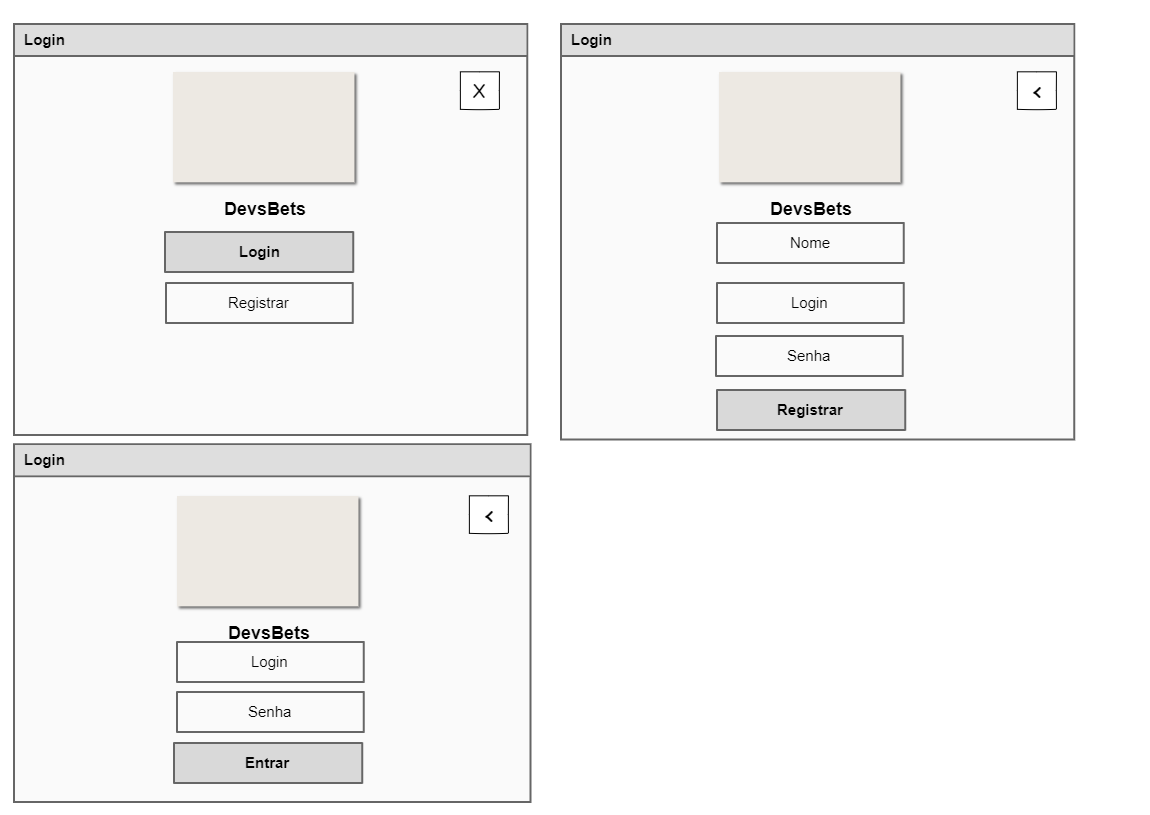 Login
X
DevsBets
Login
Registrar
Login
<
DevsBets
Nome
Login
Senha
Registrar
Login
<
DevsBets
Login
Senha
Entrar